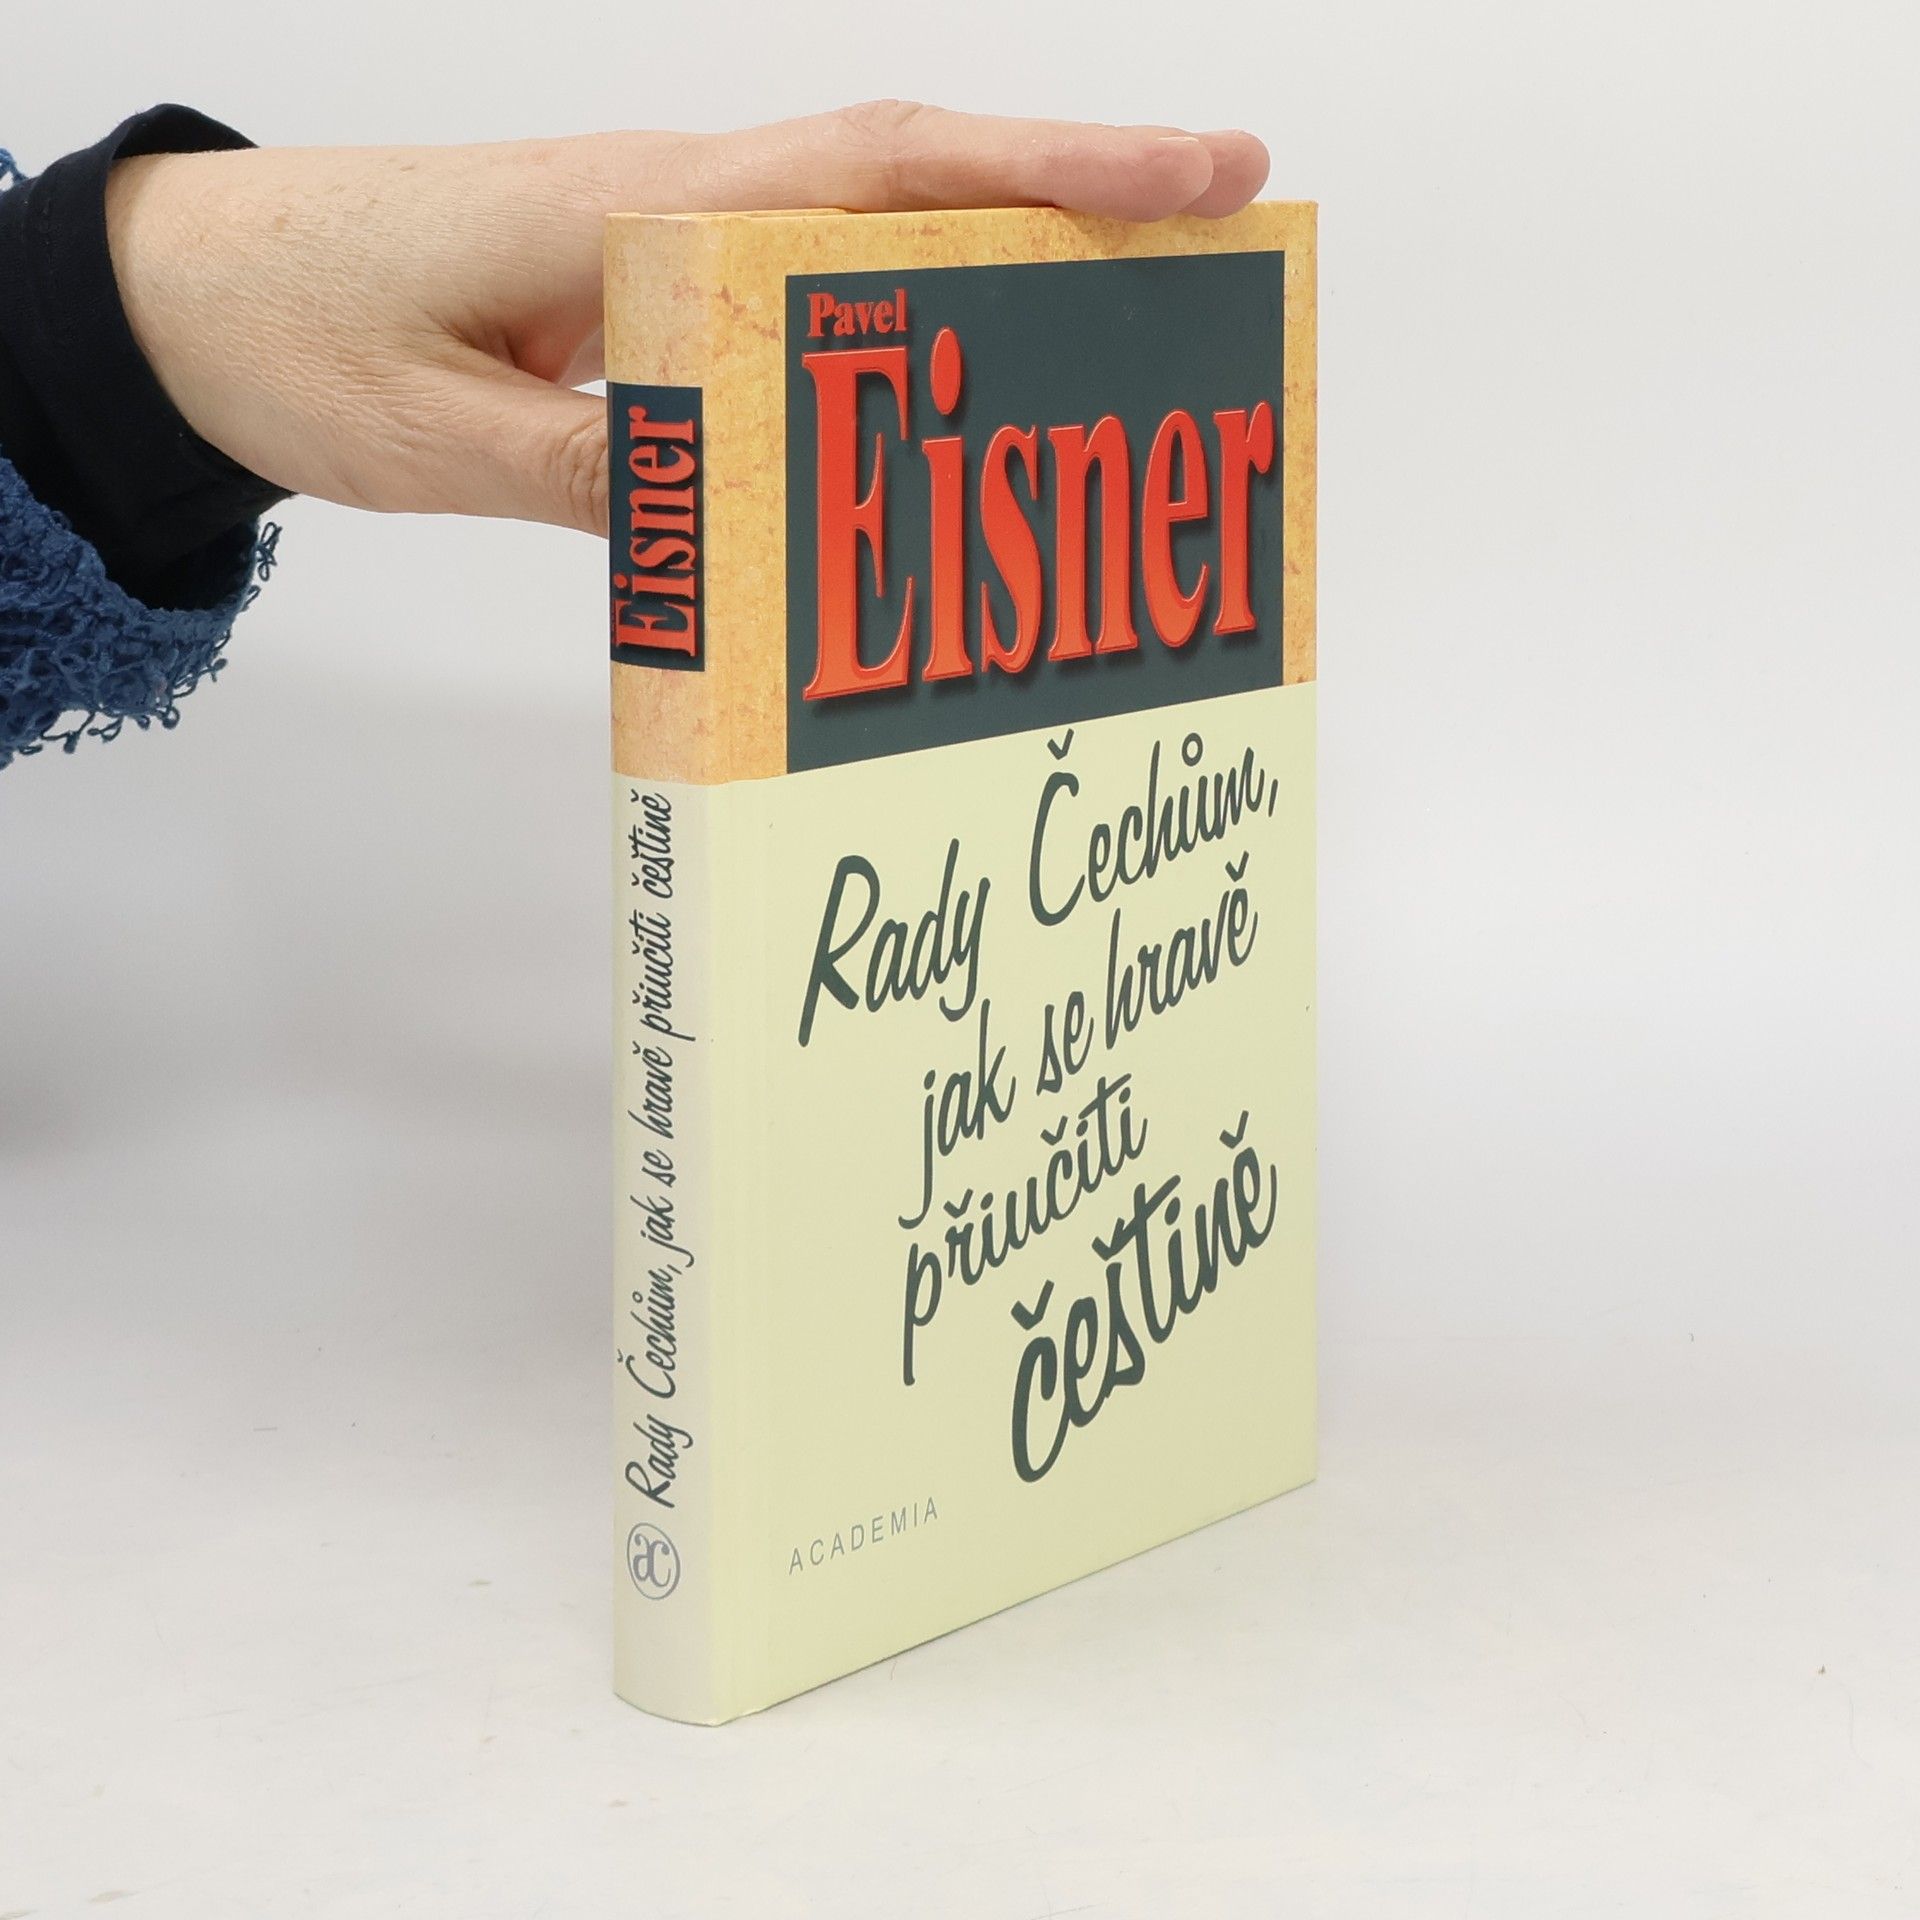 Pavel
Eisner
Rady Čechům,
jak se hravě
přiučiti
češtině
ACADEMIA
Eisner
Rady Čechům, jak se hravě přiučiti češtině